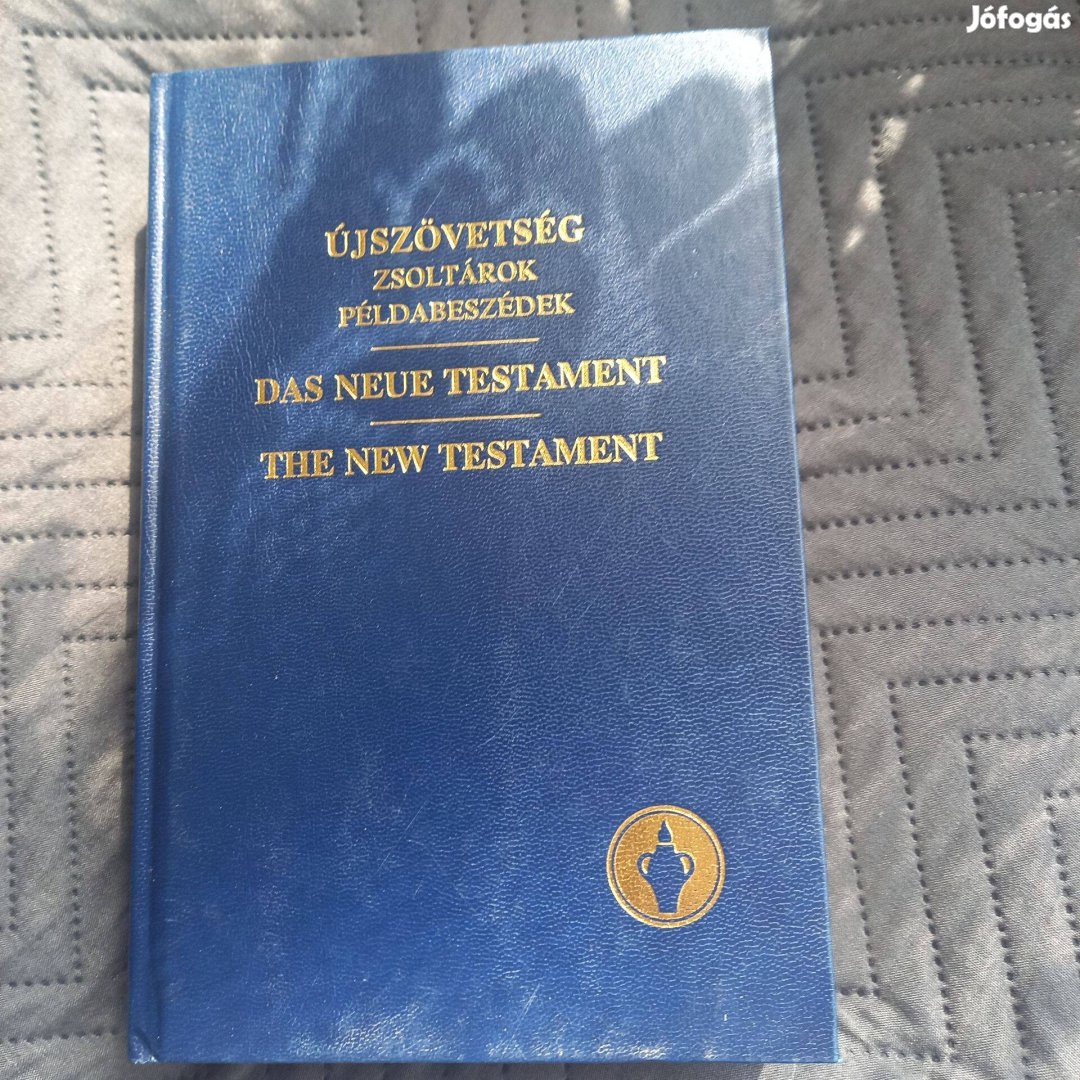 Jófogás
ÚJSZÖVETSÉG
ZSOLTÁROK
PÉLDABESZÉDEK
DAS NEUE TESTAMENT
THE NEW TESTAMENT